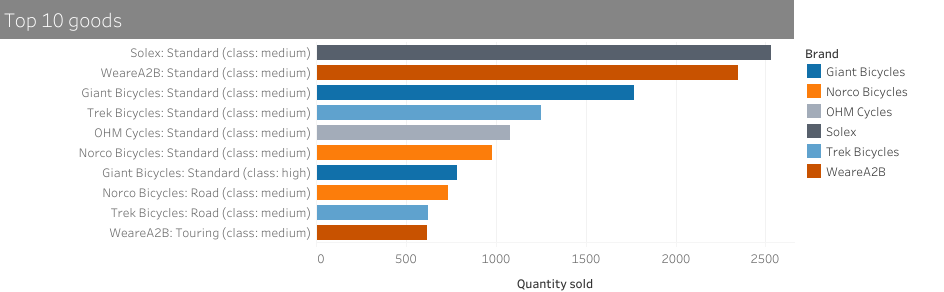 Top 10 goods
Solex: Standard (class: medium)
WeareA2B: Standard (class: medium)
Giant Bicycles: Standard (class: medium)
Trek Bicycles: Standard (class: medium)
OHM Cycles: Standard (class: medium)
Norco Bicycles: Standard (class: medium)
Giant Bicycles: Standard (class: high)
Norco Bicycles: Road (class: medium)
Trek Bicycles: Road (class: medium)
WeareA2B: Touring (class: medium)
0 500 1000 1500 2000 2500
Quantity sold
Brand
Giant Bicycles
Norco Bicycles
OHM Cycles
Solex
Trek Bicycles
WeareA2B